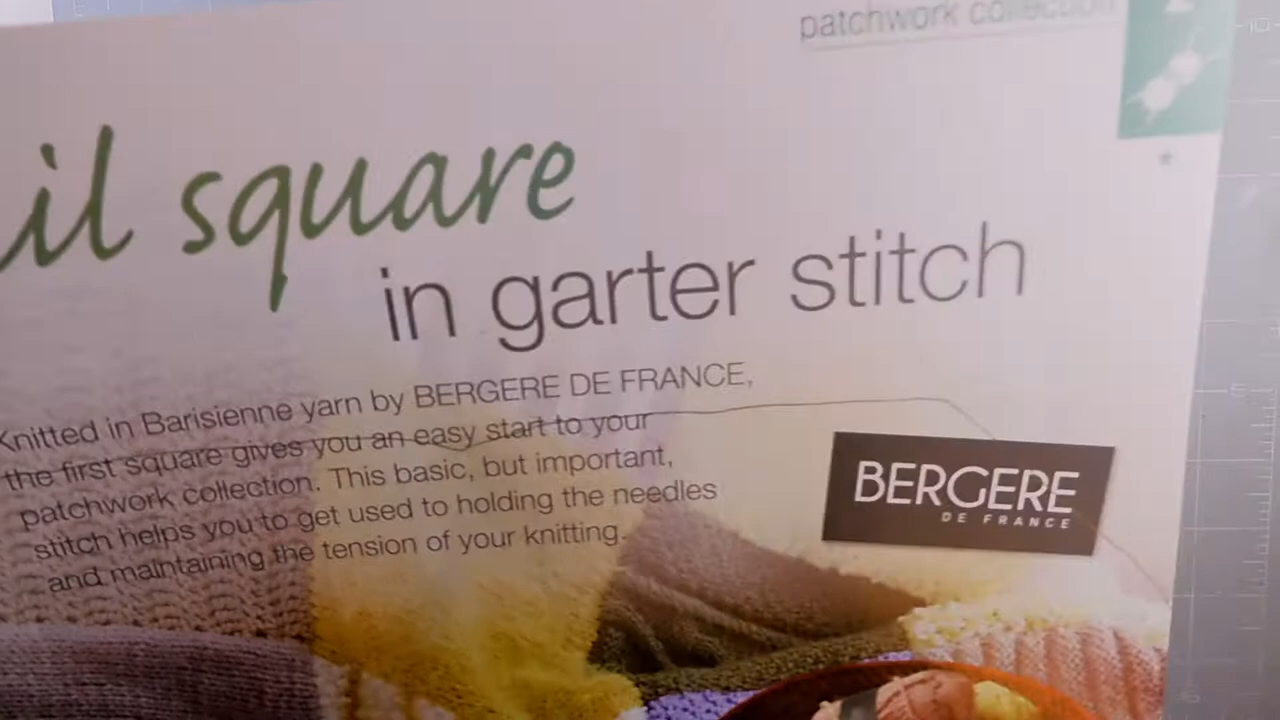 patchwork collection
il square
in garter stitch
Knitted in Barisienne yarn by BERGERE DE FRANCE,
the first square gives you an easy start to your
patchwork collection. This basic, but important,
stitch helps you to get used to holding the needles
and maintaining the tension of your knitting.
BERGERE
DE FRANCE